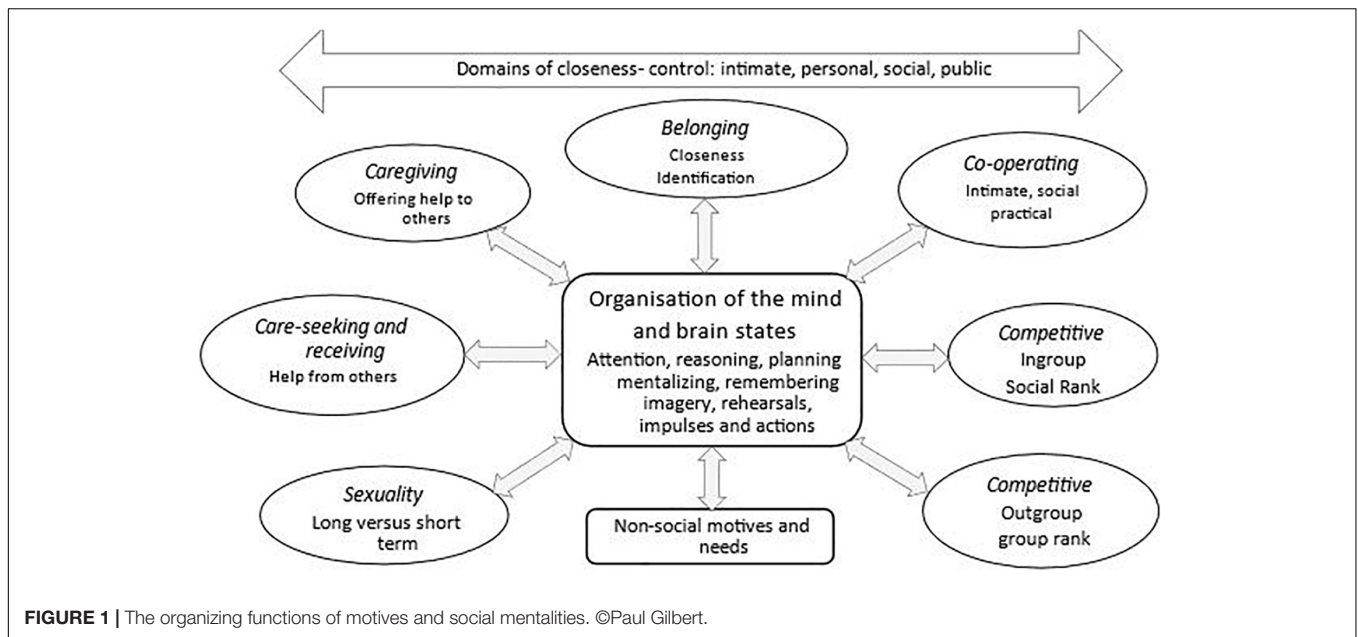 Domains of closeness- control: intimate, personal, social, public
Belonging
Closeness
Identification
Caregiving
Offering help to
others
Co-operating
Intimate, social
practical
Organisation of the mind
and brain states
Attention, reasoning, planning
mentalizing, remembering
imagery, rehearsals,
impulses and actions
Care-seeking and
receiving
Help from others
Competitive
Ingroup
Social Rank
Sexuality
Long versus short
term
Non-social motives and
needs
Competitive
Outgroup
group rank
FIGURE 1 | The organizing functions of motives and social mentalities. ©Paul Gilbert.